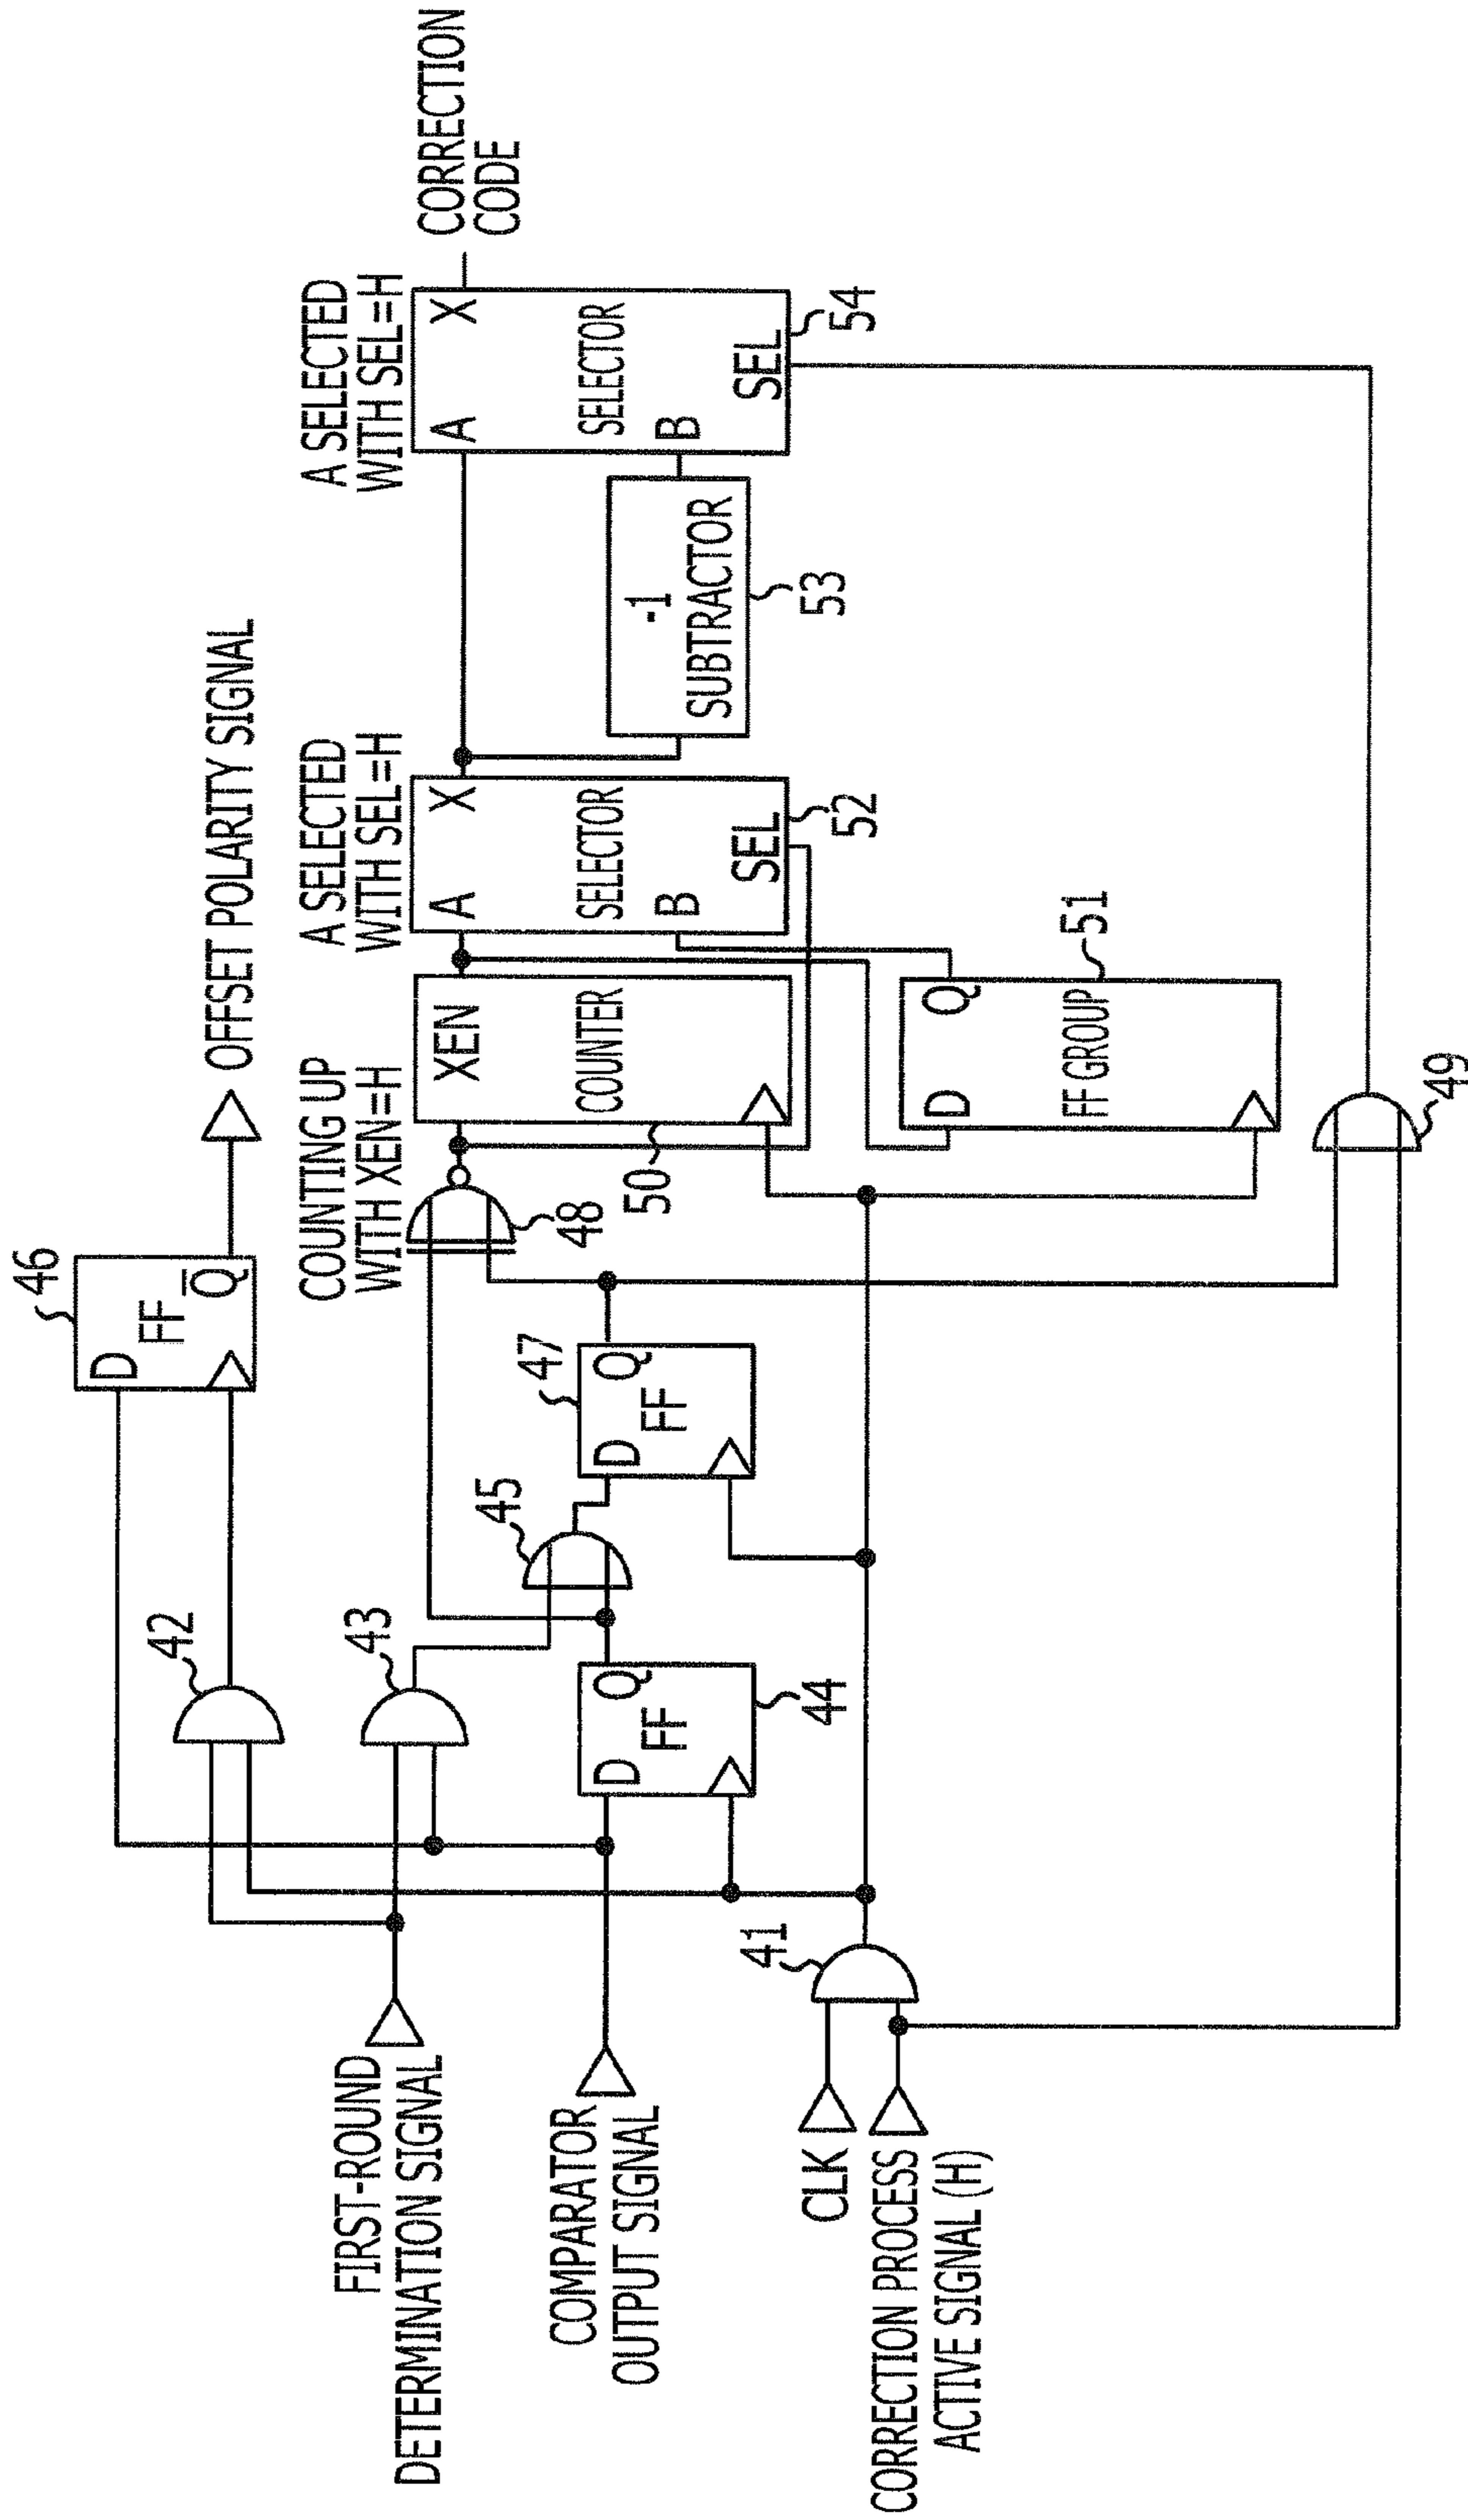 FIRST-ROUND
DETERMINATION SIGNAL
COMPARATOR
OUTPUT SIGNAL
CLK
CORRECTION PROCESS
ACTIVE SIGNAL (H)
41
42
43
D
FF
Q
44
45
D
FF
Q
47
46
D
FF
Q̅
OFFSET POLARITY SIGNAL
48
49
COUNTING UP
WITH XEN=H
XEN
COUNTER
50
D
FF GROUP
Q
51
A SELECTED
WITH SEL=H
A
X
SELECTOR
B
SEL
52
-1
SUBTRACTOR
53
A SELECTED
WITH SEL=H
A
X
SELECTOR
B
SEL
54
CORRECTION
CODE